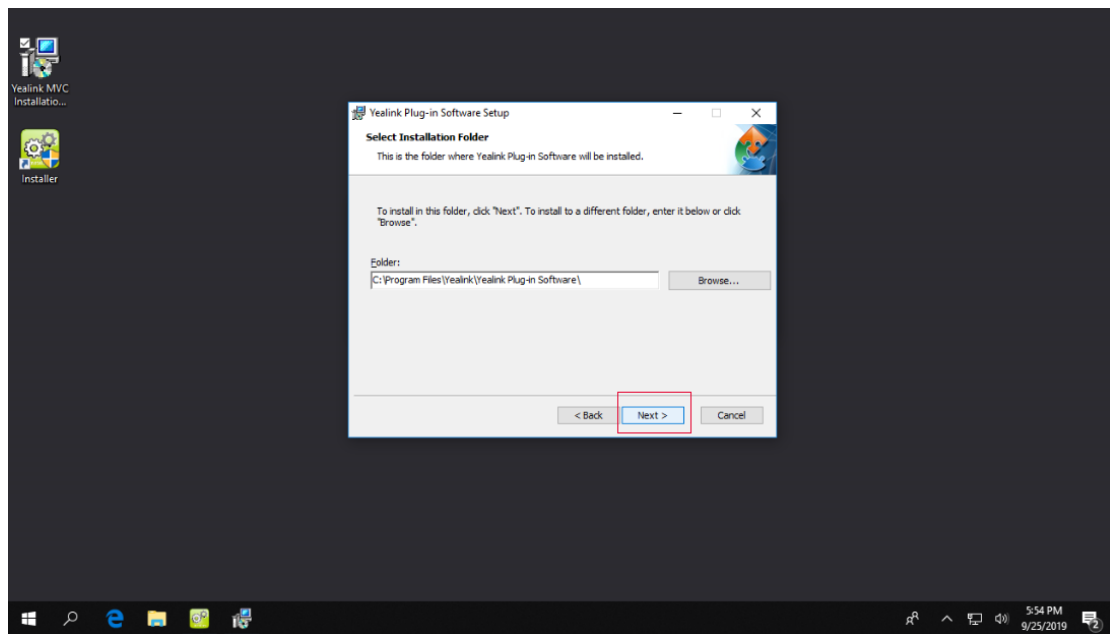 Yealink MVC
Installatio...
Installer
Yealink Plug-in Software Setup
Select Installation Folder
This is the folder where Yealink Plug-in Software will be installed.
To install in this folder, click "Next". To install to a different folder, enter it below or click
"Browse".
Folder:
C:\Program Files\Yealink\Yealink Plug-in Software\
Browse...
< Back
Next >
Cancel
5:54 PM
9/25/2019
2